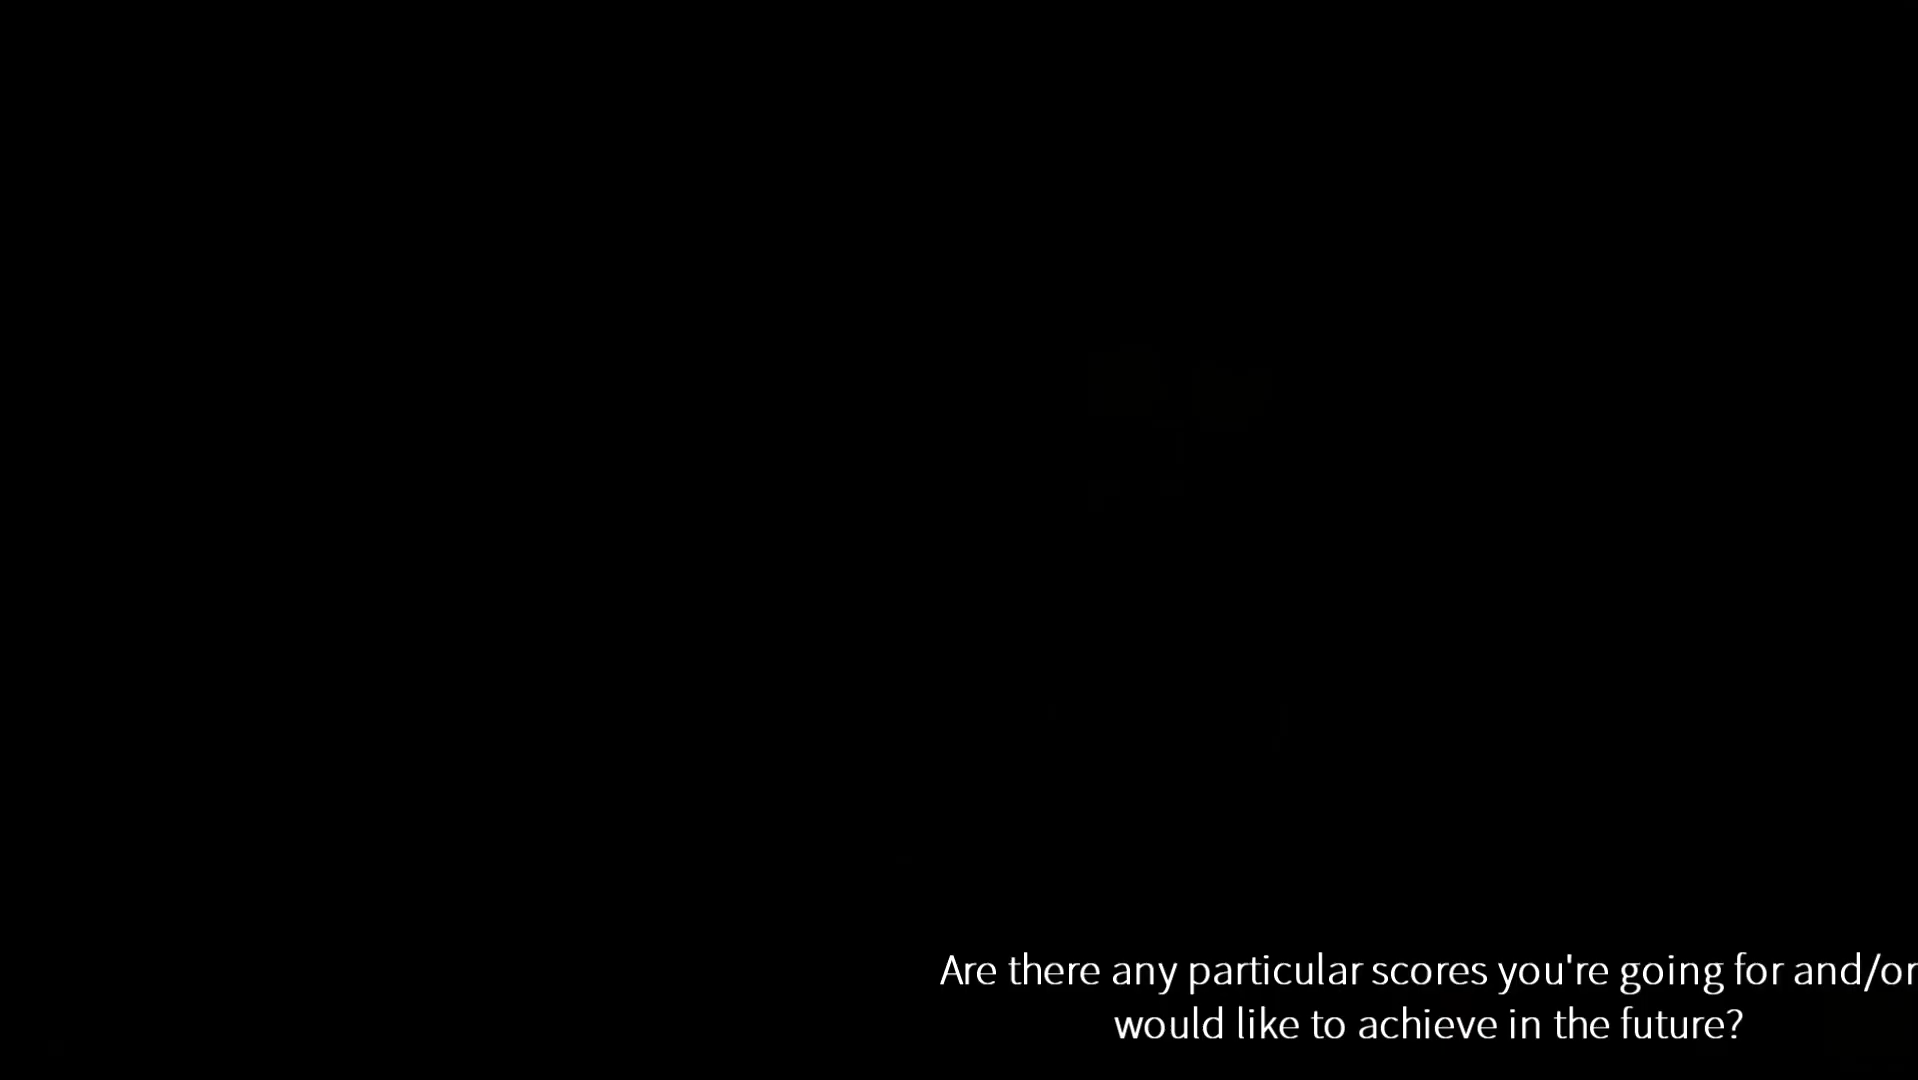 Are there any particular scores you're going for and/or
would like to achieve in the future?